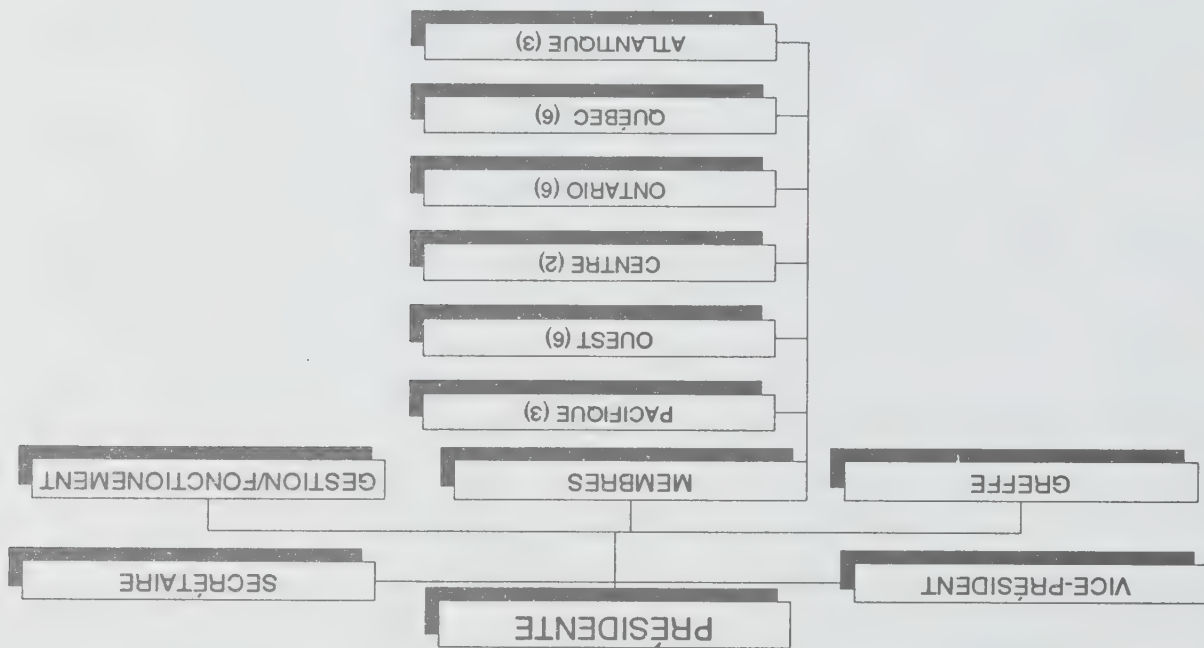 PRÉSIDENTE
VICE-PRÉSIDENT
SECRÉTAIRE
GREFFE
MEMBRES
GESTION/FONCTIONEMENT
PACIFIQUE (3)
OUEST (6)
CENTRE (2)
ONTARIO (6)
QUÉBEC (6)
ATLANTIQUE (3)